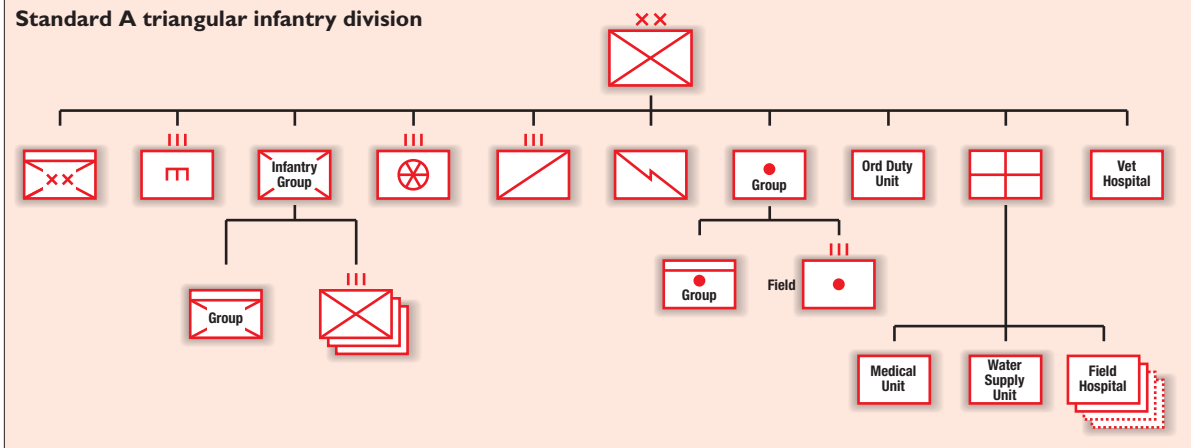 Standard A triangular infantry division
Infantry
Group
Group
Ord Duty
Unit
Vet
Hospital
Group
Group
Field
Medical
Unit
Water
Supply
Unit
Field
Hospital